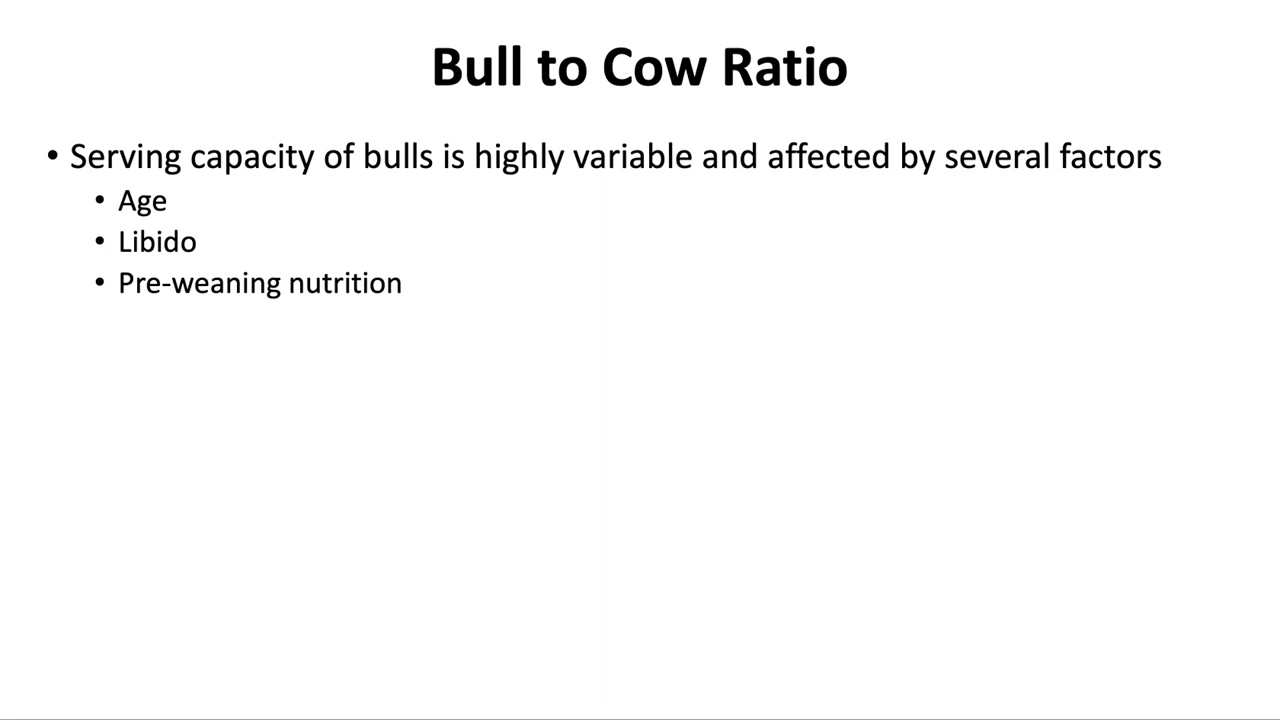 Bull to Cow Ratio
• Serving capacity of bulls is highly variable and affected by several factors
• Age
• Libido
• Pre-weaning nutrition